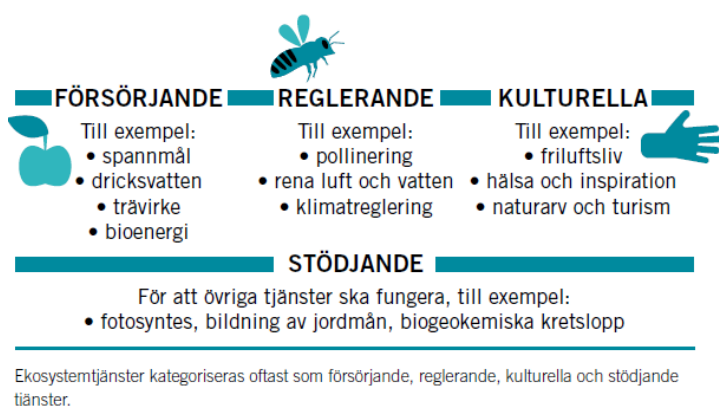 FÖRSÖRJANDE
Till exempel:
• spannmål
• dricksvatten
• trävirke
• bioenergi
REGLERANDE
Till exempel:
• pollinering
• rena luft och vatten
• klimatreglering
KULTURELLA
Till exempel:
• friluftsliv
• hälsa och inspiration
• naturarv och turism
STÖDJANDE
För att övriga tjänster ska fungera, till exempel:
• fotosyntes, bildning av jordmån, biogeokemiska kretslopp
Ekosystemtjänster kategoriseras oftast som försörjande, reglerande, kulturella och stödjande
tjänster.